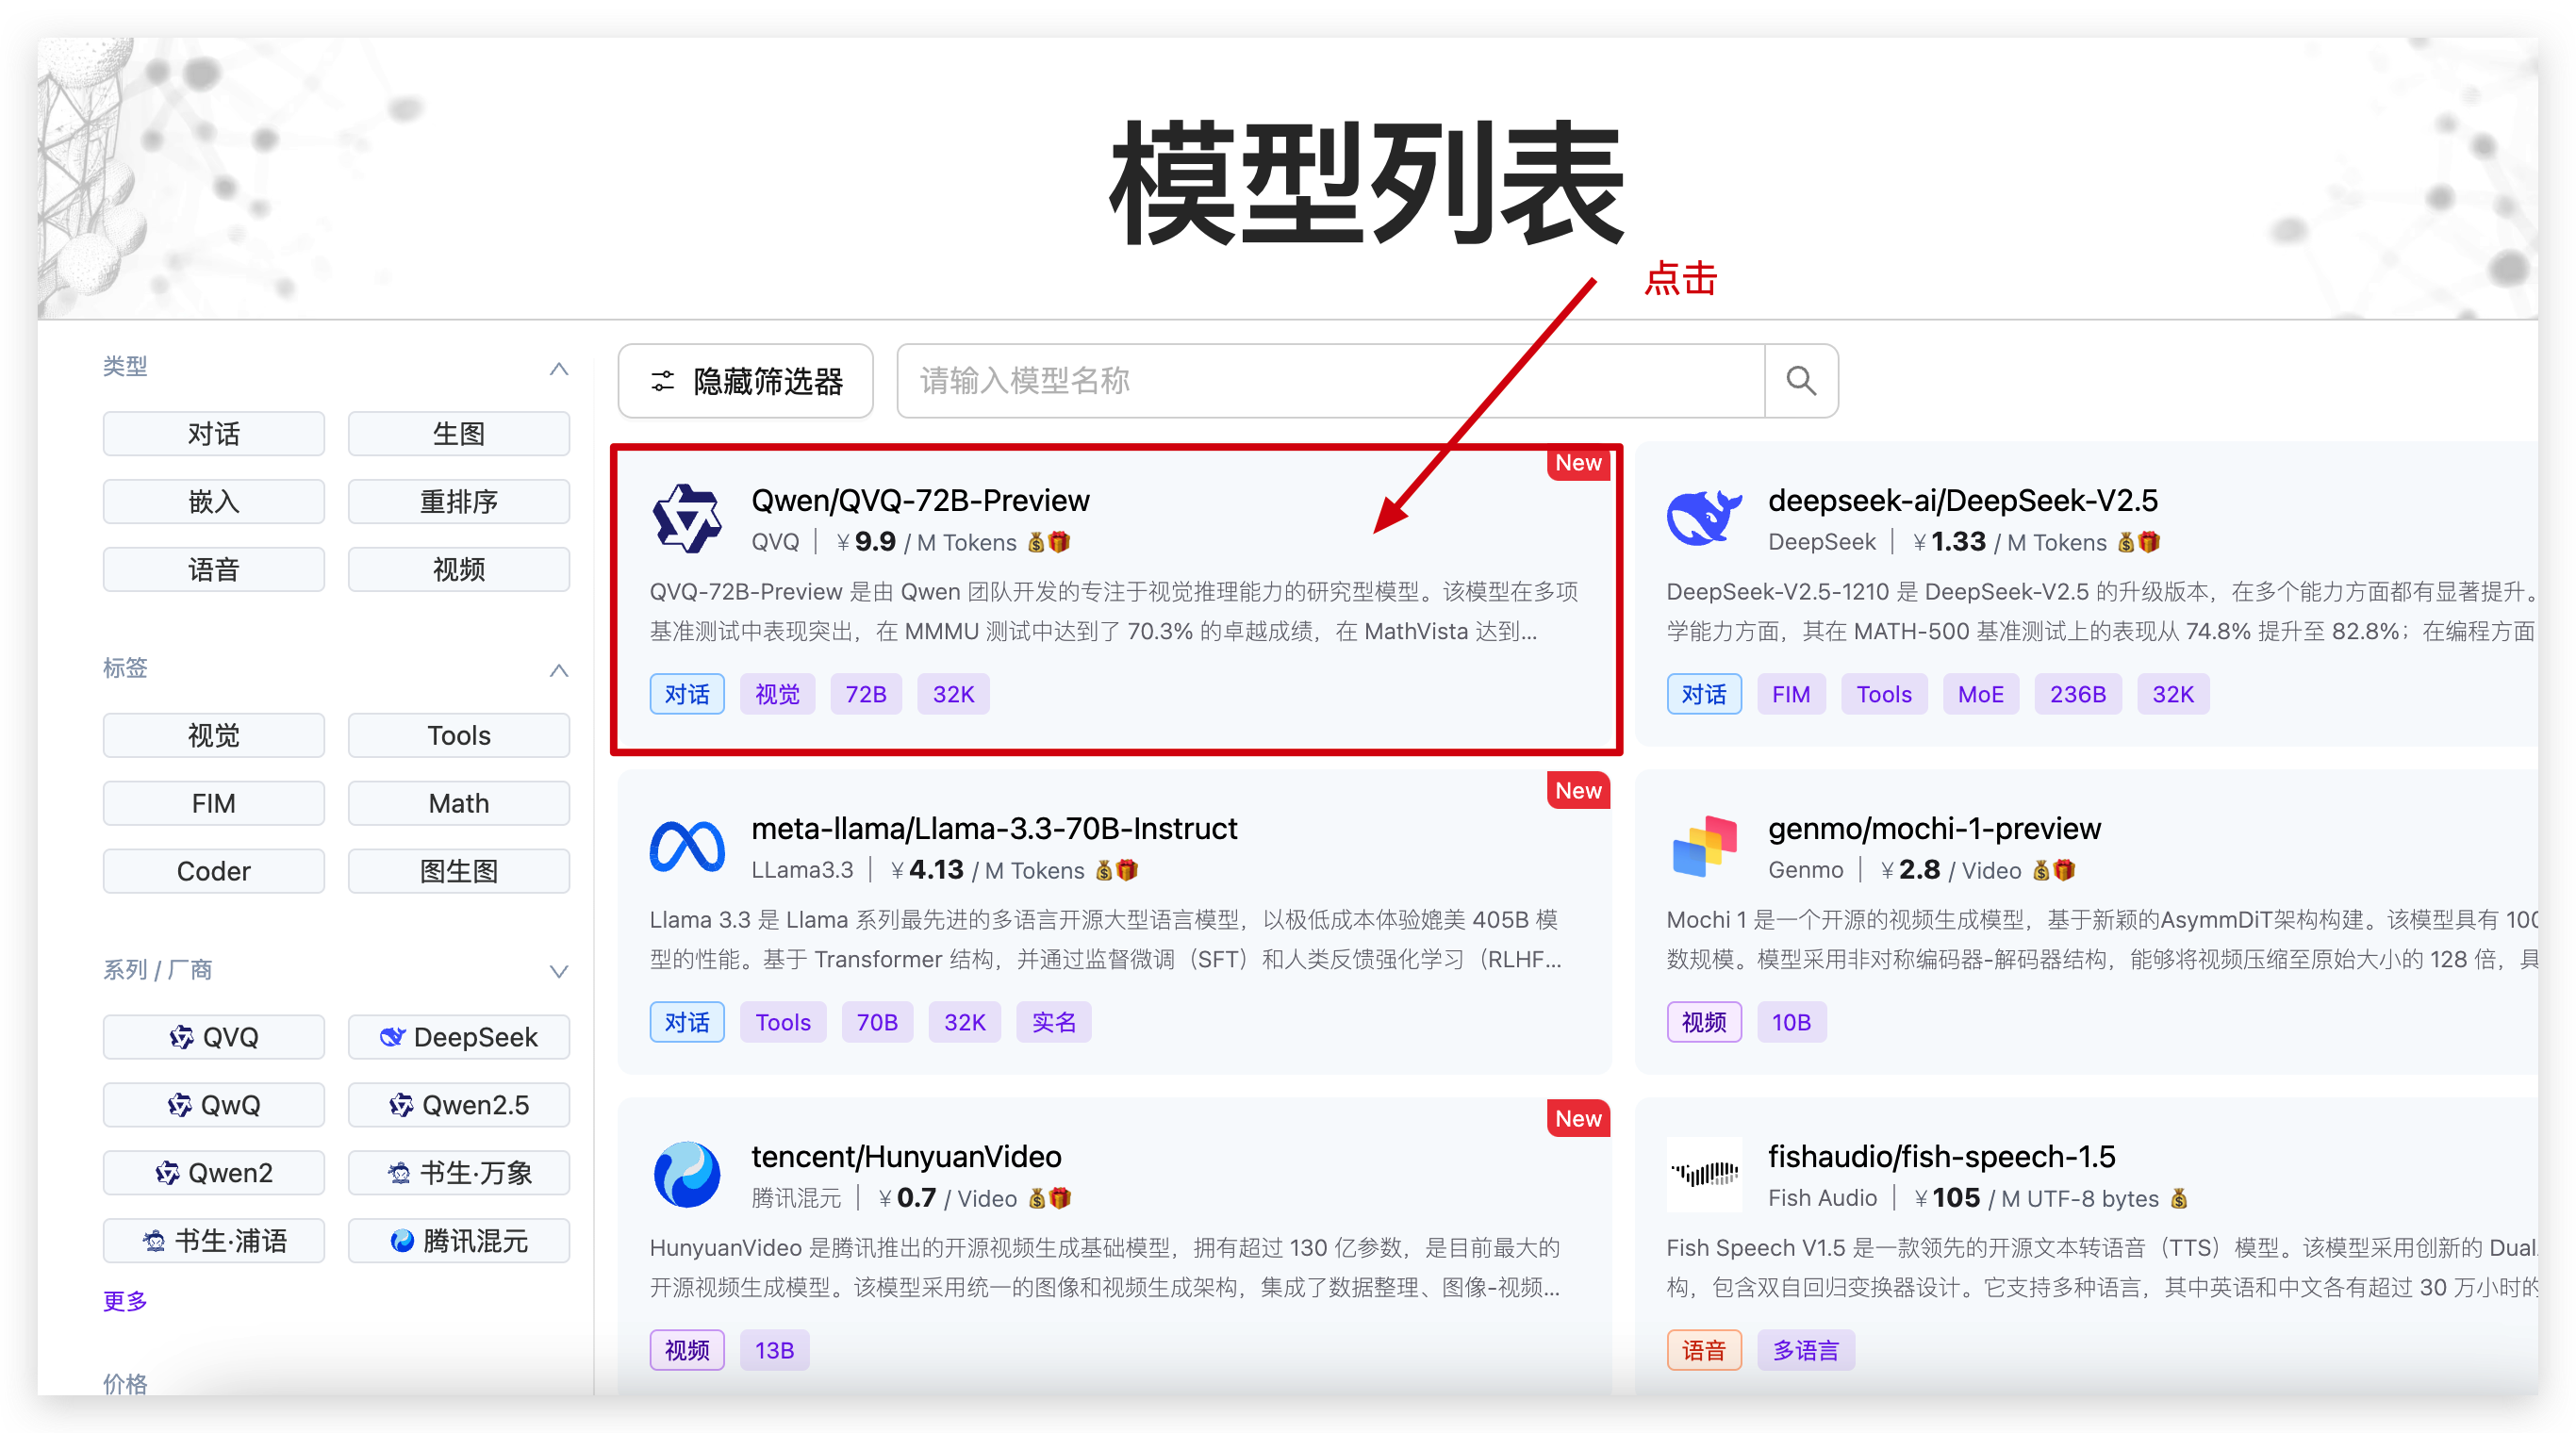 模型列表
点击
类型
对话
生图
嵌入
重排序
语音
视频
标签
视觉
Tools
FIM
Math
Coder
图生图
系列 / 厂商
QVQ
DeepSeek
QwQ
Qwen2.5
Qwen2
书生·万象
书生·浦语
腾讯混元
更多
价格
隐藏筛选器
请输入模型名称
New
Qwen/QVQ-72B-Preview
QVQ | ¥ 9.9 / M Tokens
QVQ-72B-Preview 是由 Qwen 团队开发的专注于视觉推理能力的研究型模型。该模型在多项
基准测试中表现突出，在 MMMU 测试中达到了 70.3% 的卓越成绩，在 MathVista 达到...
对话 视觉 72B 32K
deepseek-ai/DeepSeek-V2.5
DeepSeek | ¥ 1.33 / M Tokens
DeepSeek-V2.5-1210 是 DeepSeek-V2.5 的升级版本，在多个能力方面都有显著提升。
学能力方面，其在 MATH-500 基准测试上的表现从 74.8% 提升至 82.8%；在编程方面
对话 FIM Tools MoE 236B 32K
New
meta-llama/Llama-3.3-70B-Instruct
LLama3.3 | ¥ 4.13 / M Tokens
Llama 3.3 是 Llama 系列最先进的多语言开源大型语言模型，以极低成本体验媲美 405B 模
型的性能。基于 Transformer 结构，并通过监督微调（SFT）和人类反馈强化学习（RLHF...
对话 Tools 70B 32K 实名
genmo/mochi-1-preview
Genmo | ¥ 2.8 / Video
Mochi 1 是一个开源的视频生成模型，基于新颖的AsymmDiT架构构建。该模型具有 100
数规模。模型采用非对称编码器-解码器结构，能够将视频压缩至原始大小的 128 倍，具
视频 10B
New
tencent/HunyuanVideo
腾讯混元 | ¥ 0.7 / Video
HunyuanVideo 是腾讯推出的开源视频生成基础模型，拥有超过 130 亿参数，是目前最大的
开源视频生成模型。该模型采用统一的图像和视频生成架构，集成了数据整理、图像-视频...
视频 13B
fishaudio/fish-speech-1.5
Fish Audio | ¥ 105 / M UTF-8 bytes
Fish Speech V1.5 是一款领先的开源文本转语音（TTS）模型。该模型采用创新的 Dual
构，包含双自回归变换器设计。它支持多种语言，其中英语和中文各有超过 30 万小时的
语音 多语言